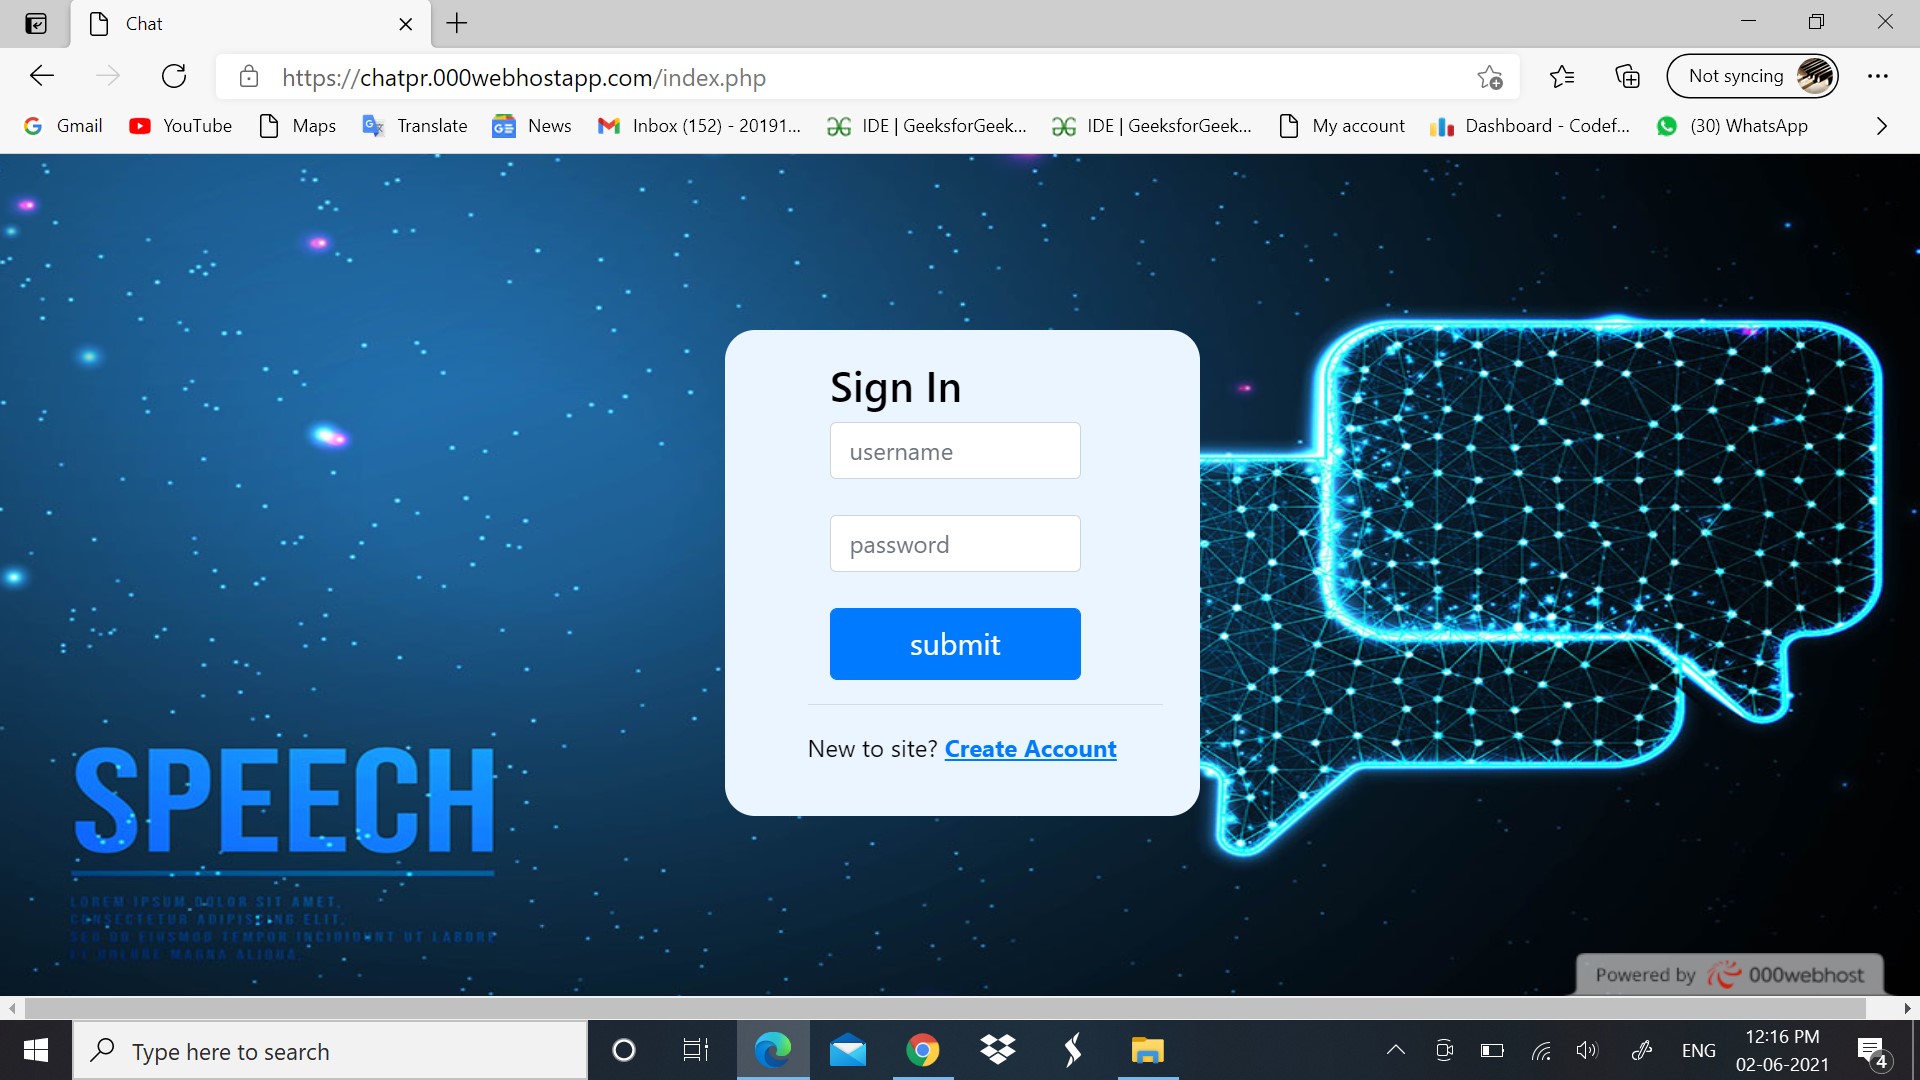 Chat
https://chatpr.000webhostapp.com/index.php
Not syncing
Gmail YouTube Maps Translate News Inbox (152) - 20191... IDE | GeeksforGeek... IDE | GeeksforGeek... My account Dashboard - Codef... (30) WhatsApp
Sign In
username
password
submit
New to site? Create Account
SPEECH
LOREM IPSUM DOLOR SIT AMET,
CONSECTETUR ADIPISCING ELIT,
SED DO EIUSMOD TEMPOR INCIDIDUNT UT LABORE
ET DOLORE MAGNA ALIQUA.
Powered by 000webhost
Type here to search
ENG
12:16 PM
02-06-2021
4